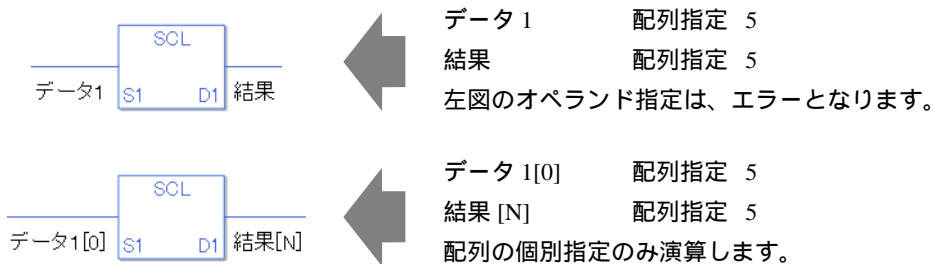 SCL
データ1 S1 D1 結果
データ 1 配列指定 5
結果 配列指定 5
左図のオペランド指定は、エラーとなります。
SCL
データ1[0] S1 D1 結果[N]
データ 1[0] 配列指定 5
結果 [N] 配列指定 5
配列の個別指定のみ演算します。